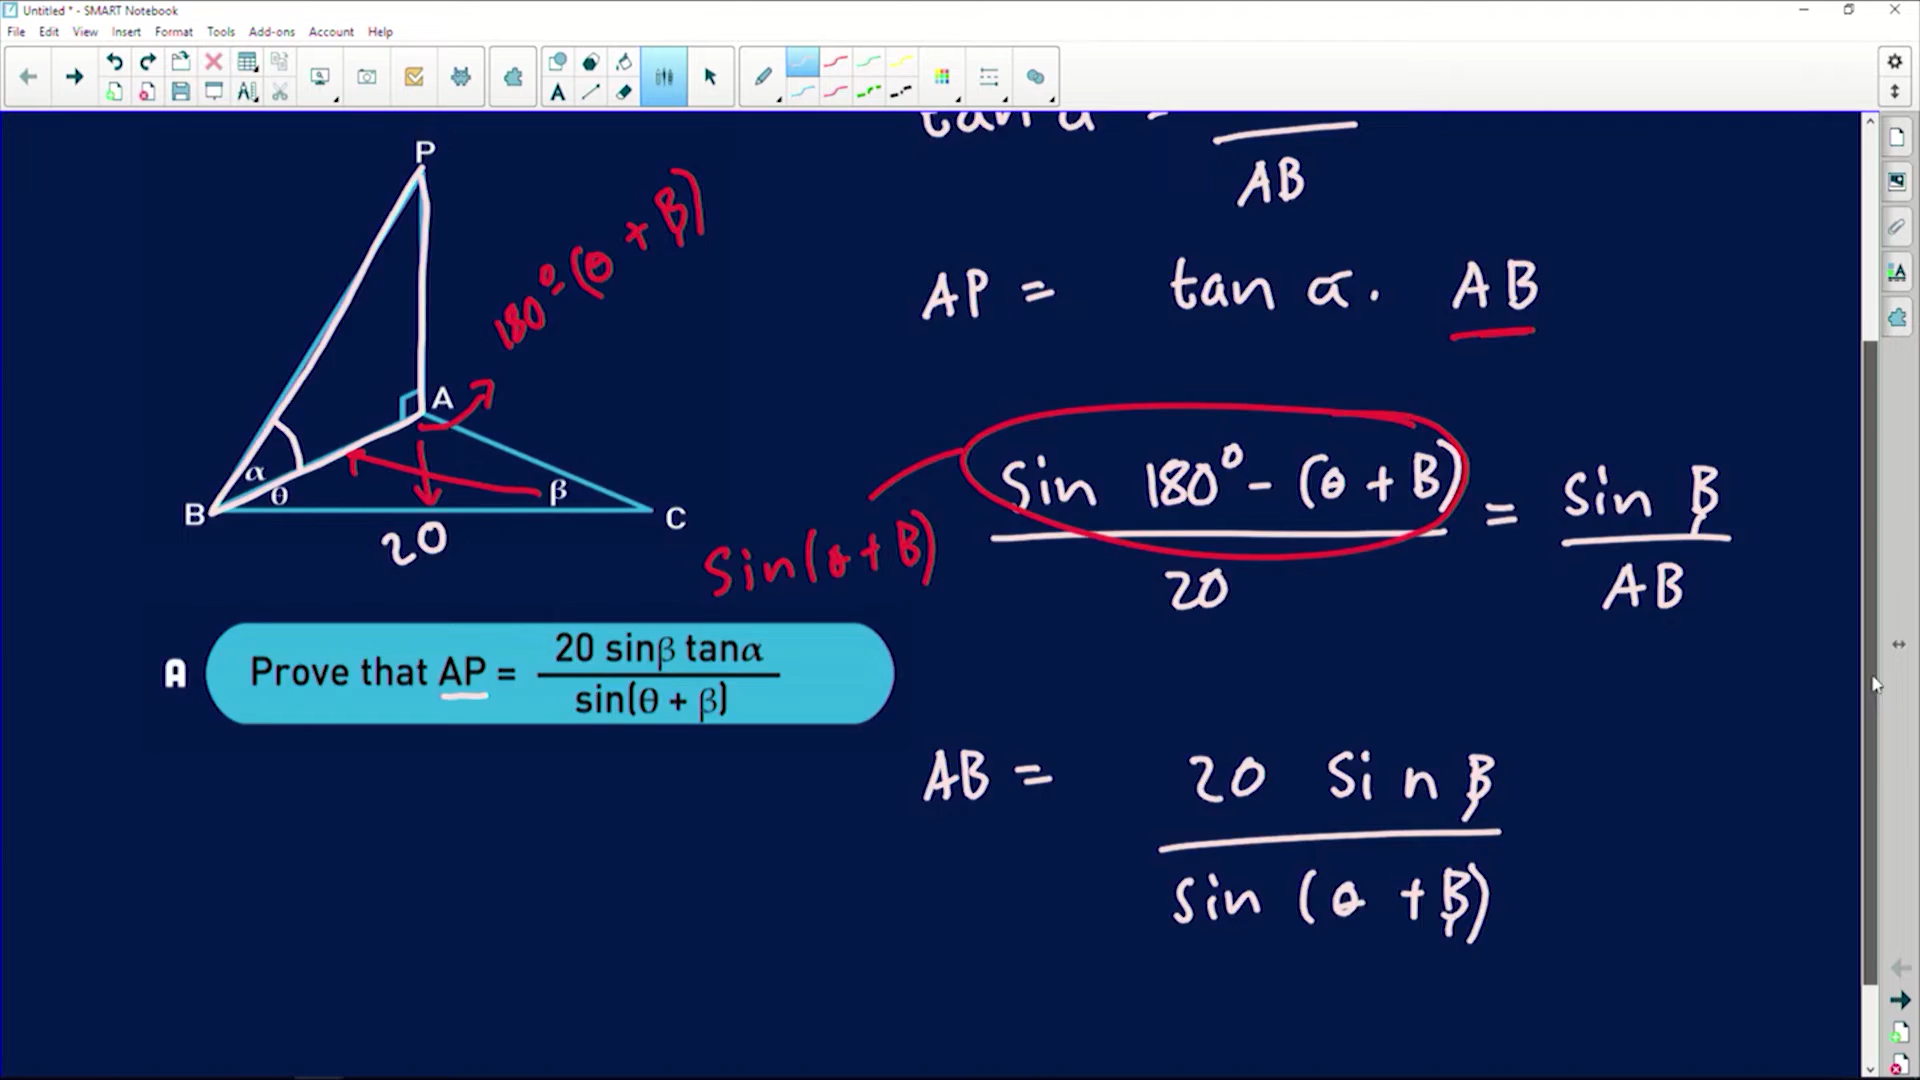 Untitled * - SMART Notebook
File Edit View Insert Format Tools Add-ons Account Help
tan α =
AB
P
180° - (θ + β)
AP = tan α . AB
A
α
θ
β
B
C
20
sin 180° - (θ + β) = sin β
20 AB
sin(θ + β)
A
Prove that AP = 20 sinβ tanα
sin(θ + β)
AB = 20 sin β
sin (θ + β)